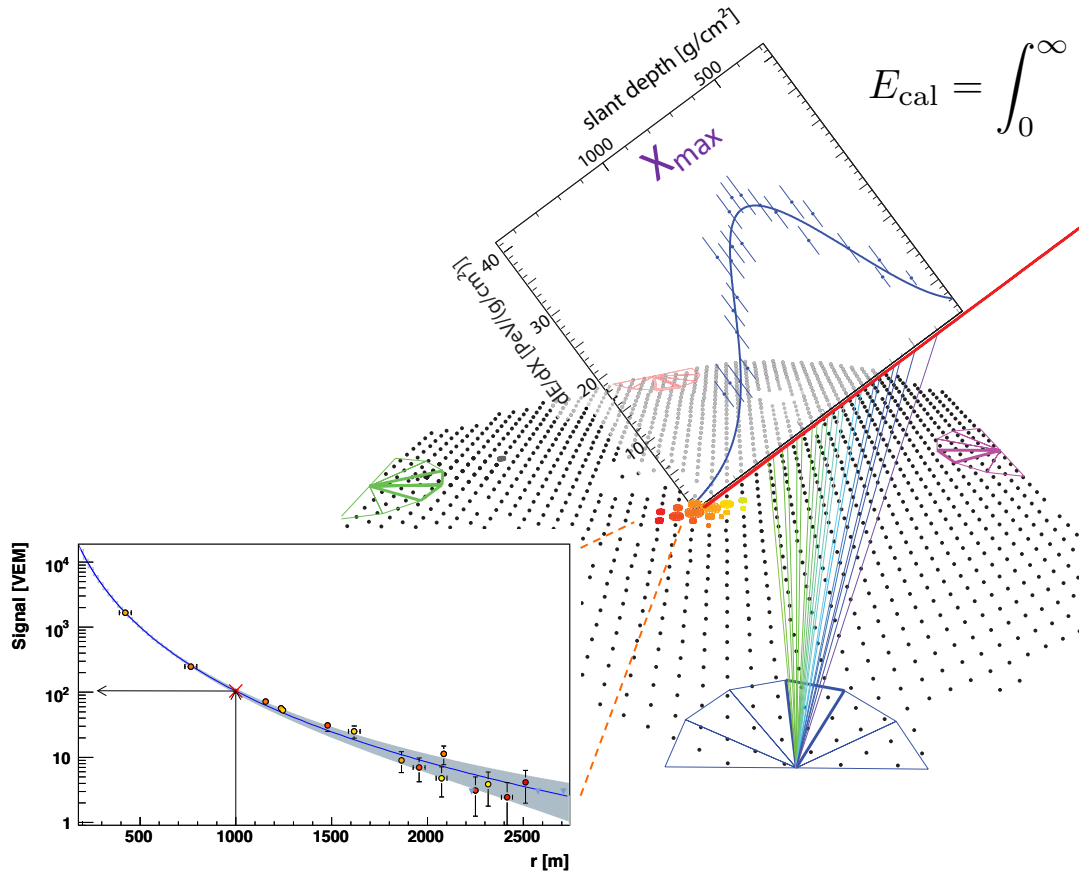 slant depth [g/cm²]
500
1000
X_max
E_cal = ∫_0^∞
dE/dX [PeV/(g/cm²)]
40
30
20
10
Signal [VEM]
10⁴
10³
10²
10
1
500 1000 1500 2000 2500
r [m]